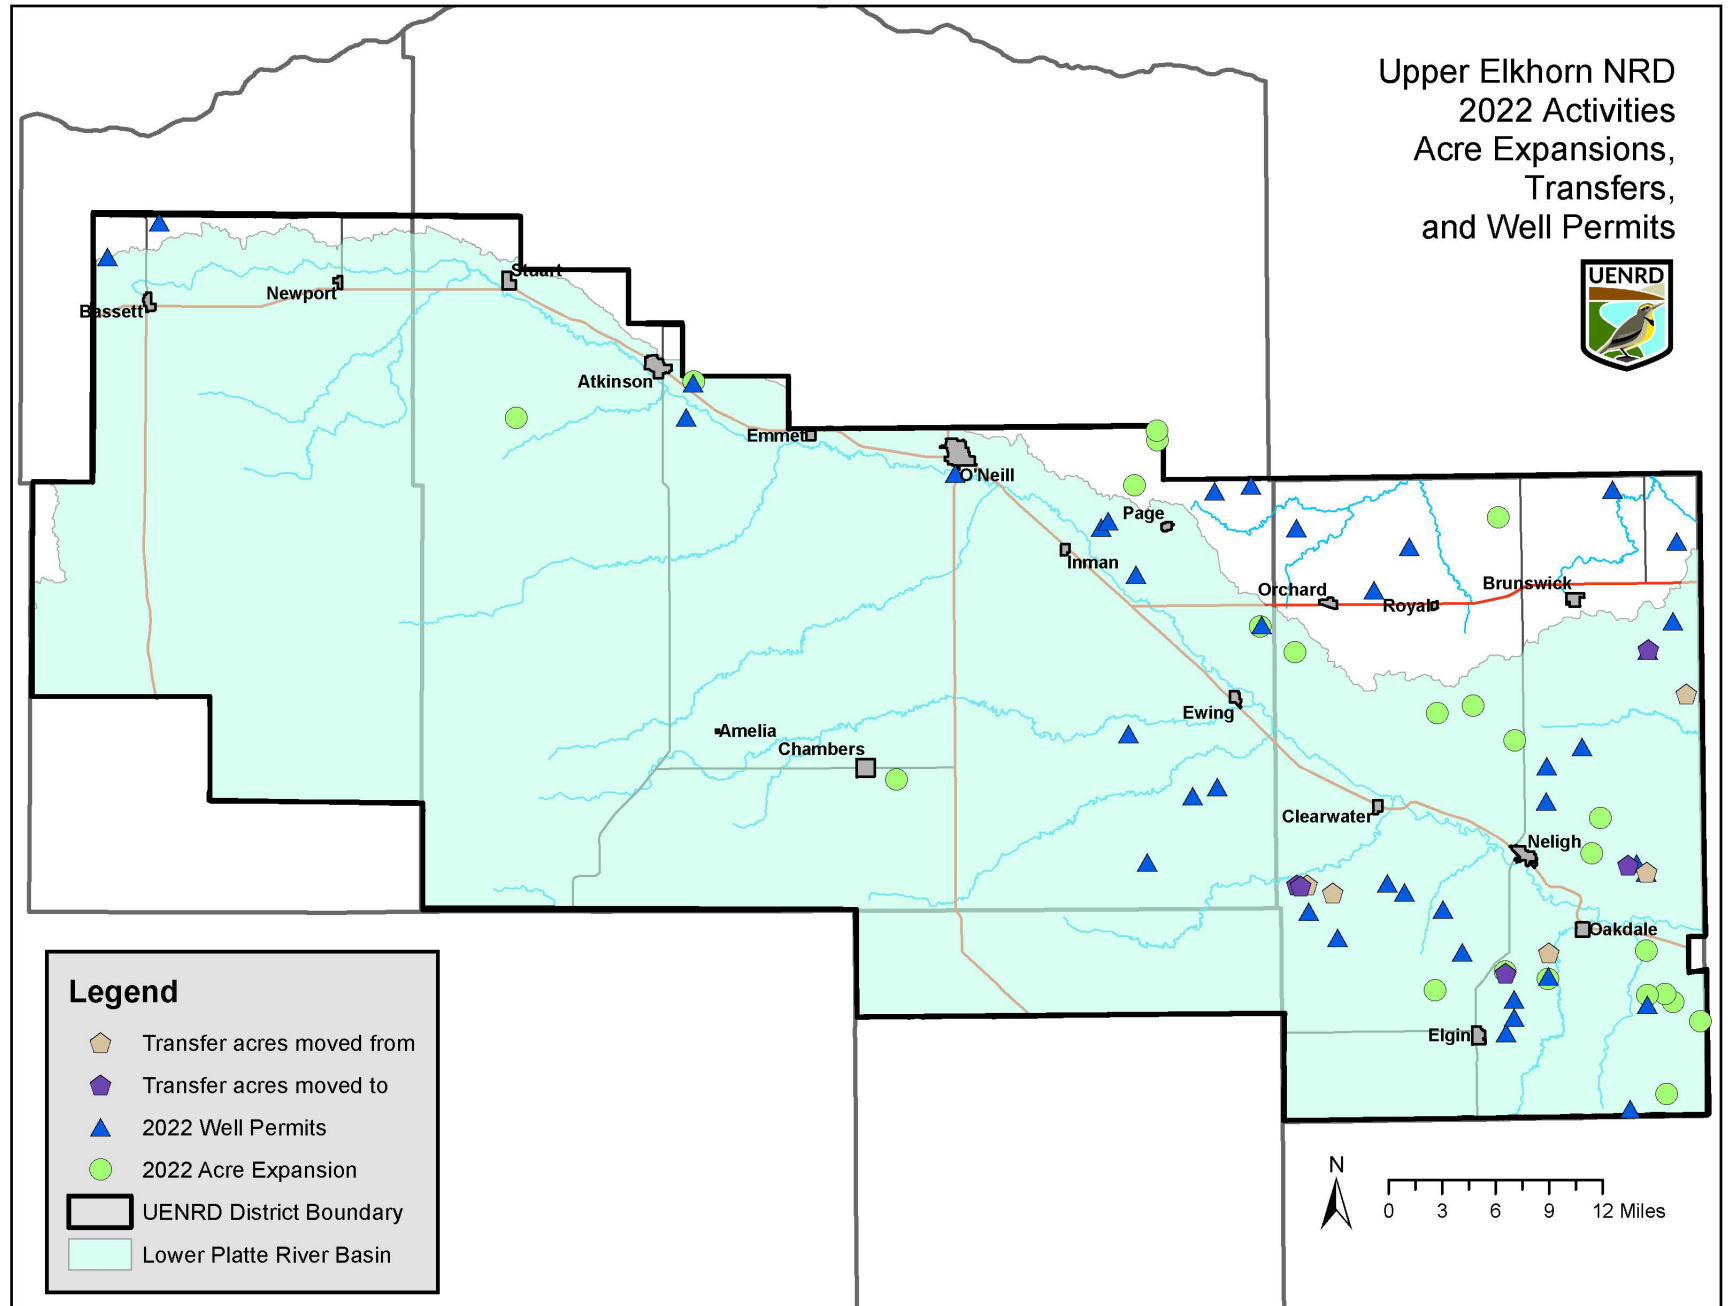 Upper Elkhorn NRD
2022 Activities
Acre Expansions,
Transfers,
and Well Permits
UENRD
Stuart
Newport
Bassett
Atkinson
Emmet
O'Neill
Page
Inman
Orchard
Royal
Brunswick
Ewing
Amelia
Chambers
Clearwater
Neligh
Oakdale
Elgin
Legend
Transfer acres moved from
Transfer acres moved to
2022 Well Permits
2022 Acre Expansion
UENRD District Boundary
Lower Platte River Basin
N
0 3 6 9 12 Miles